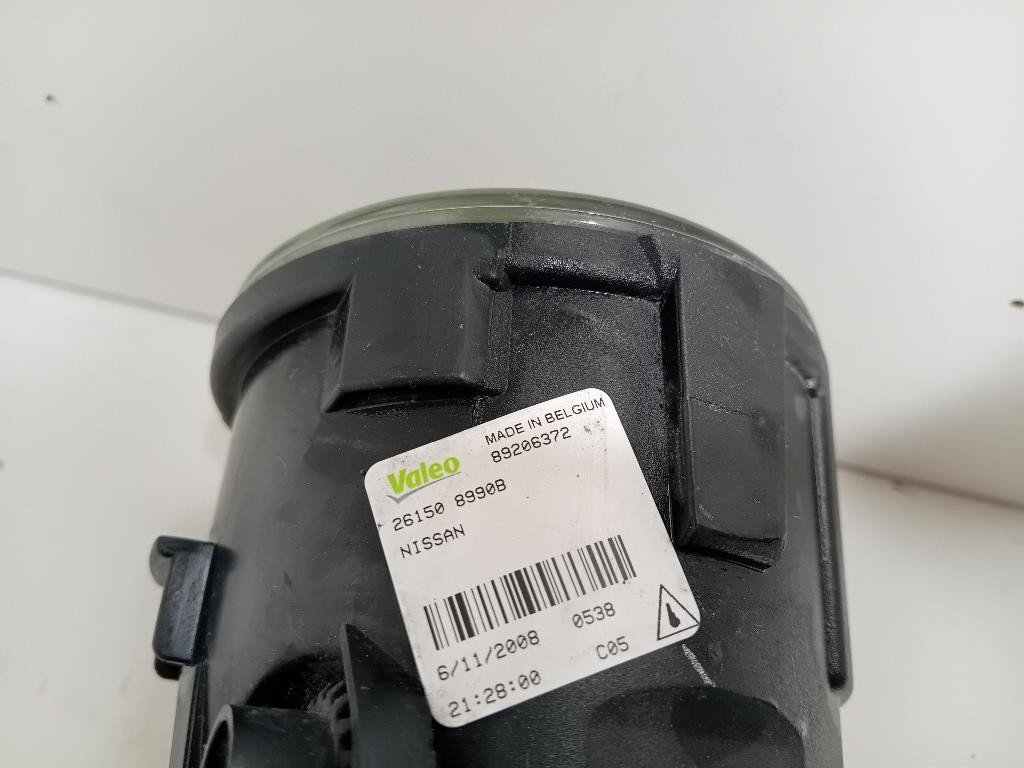 MADE IN BELGIUM
Valeo 89206372
26150 8990B
NISSAN
6/11/2008 0538
21:28:00 C05